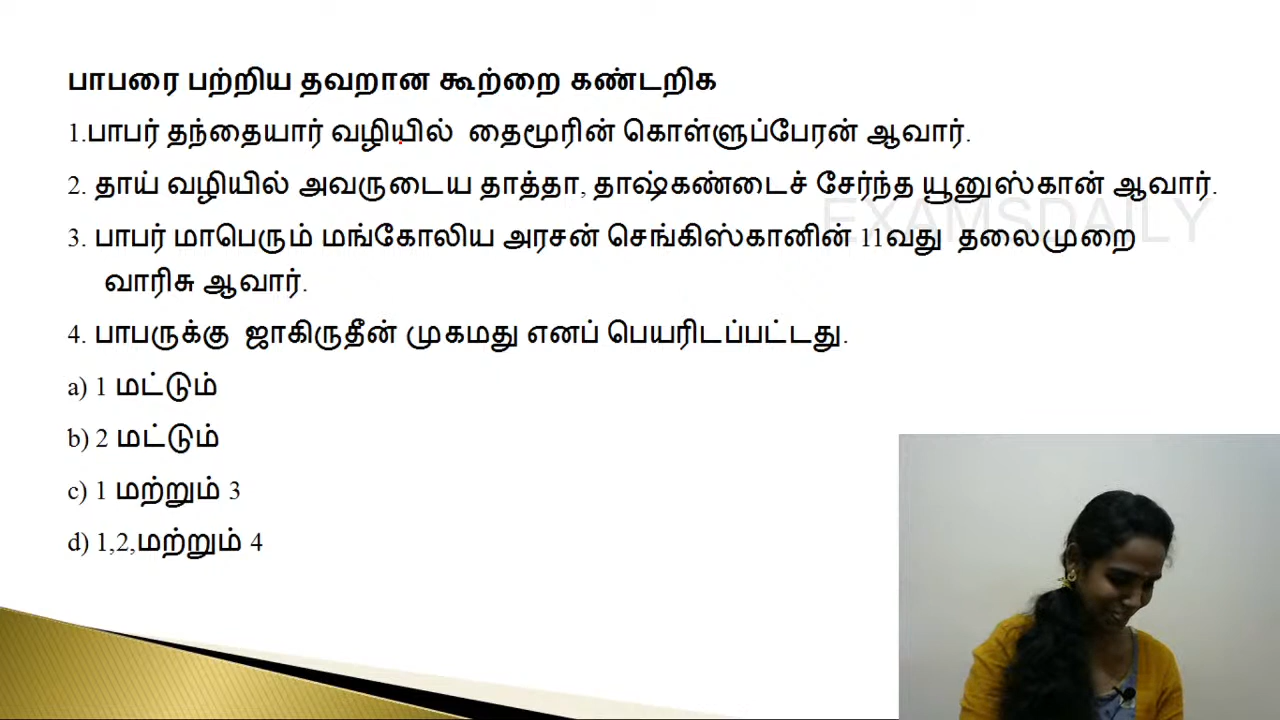 பாபரை பற்றிய தவறான கூற்றை கண்டறிக
1.பாபர் தந்தையார் வழியில் தைமூரின் கொள்ளுப்பேரன் ஆவார்.
2. தாய் வழியில் அவருடைய தாத்தா, தாஷ்கண்டைச் சேர்ந்த யூனுஸ்கான் ஆவார்.
EXAMSDAILY
3. பாபர் மாபெரும் மங்கோலிய அரசன் செங்கிஸ்கானின் 11வது தலைமுறை
வாரிசு ஆவார்.
4. பாபருக்கு ஜாகிருதீன் முகமது எனப் பெயரிடப்பட்டது.
a) 1 மட்டும்
b) 2 மட்டும்
c) 1 மற்றும் 3
d) 1,2,மற்றும் 4